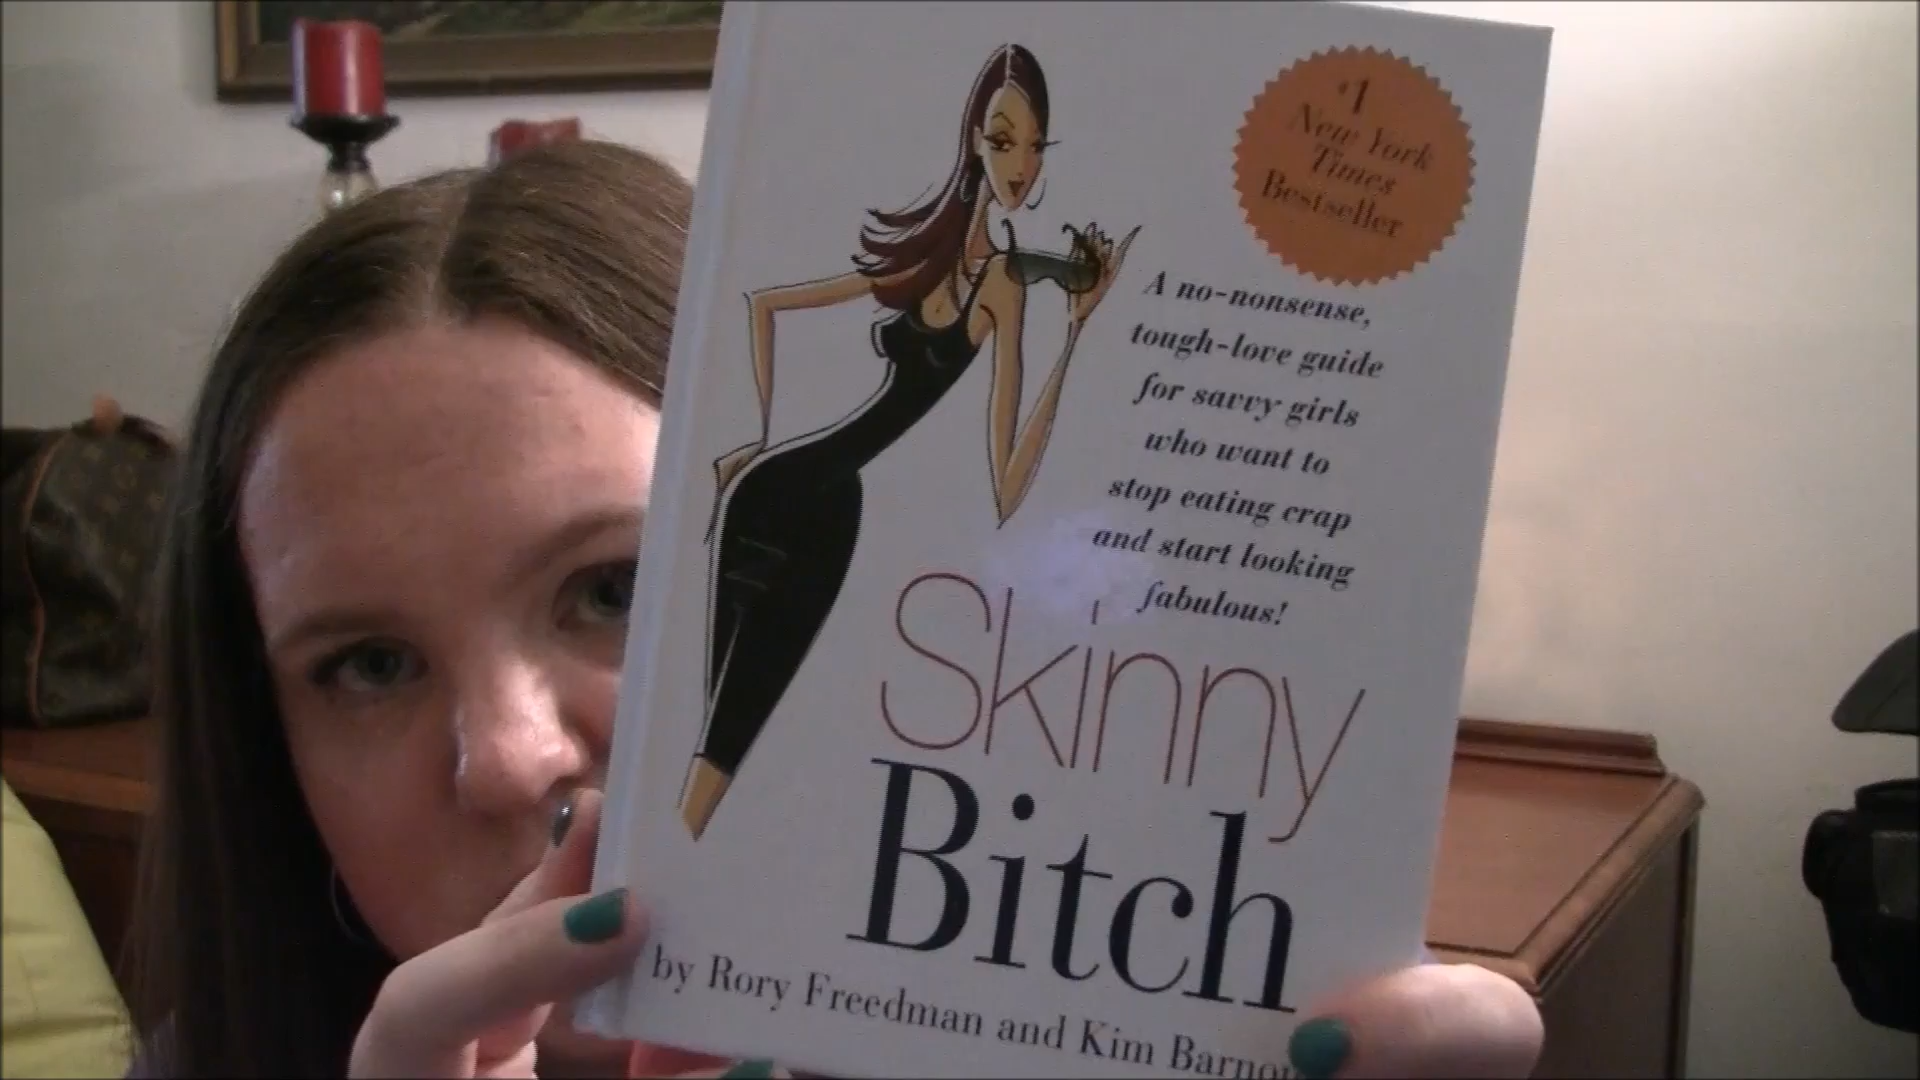 #1
New York
Times
Bestseller
A no-nonsense,
tough-love guide
for savvy girls
who want to
stop eating crap
and start looking
fabulous!
Skinny
Bitch
by Rory Freedman and Kim